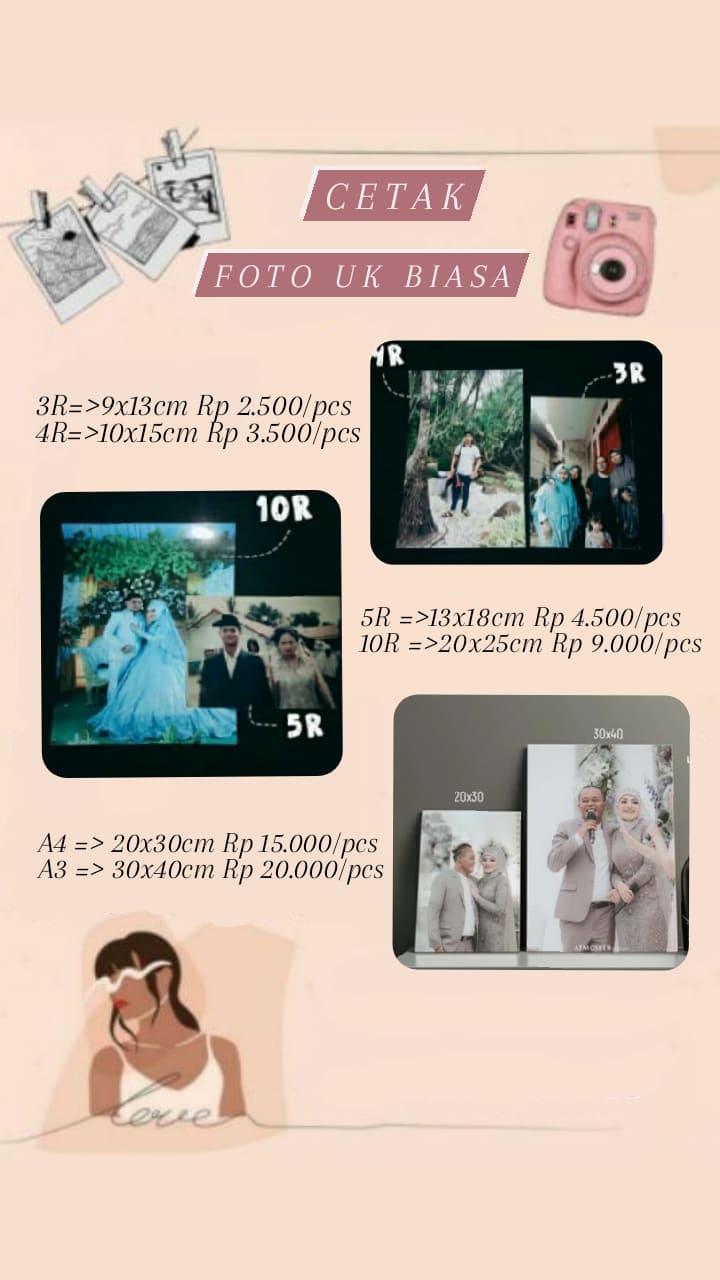 CETAK
FOTO UK BIASA
4R
3R
3R=>9x13cm Rp 2.500/pcs
4R=>10x15cm Rp 3.500/pcs
10R
5R
5R =>13x18cm Rp 4.500/pcs
10R =>20x25cm Rp 9.000/pcs
30x40
20x30
A4 => 20x30cm Rp 15.000/pcs
A3 => 30x40cm Rp 20.000/pcs
love